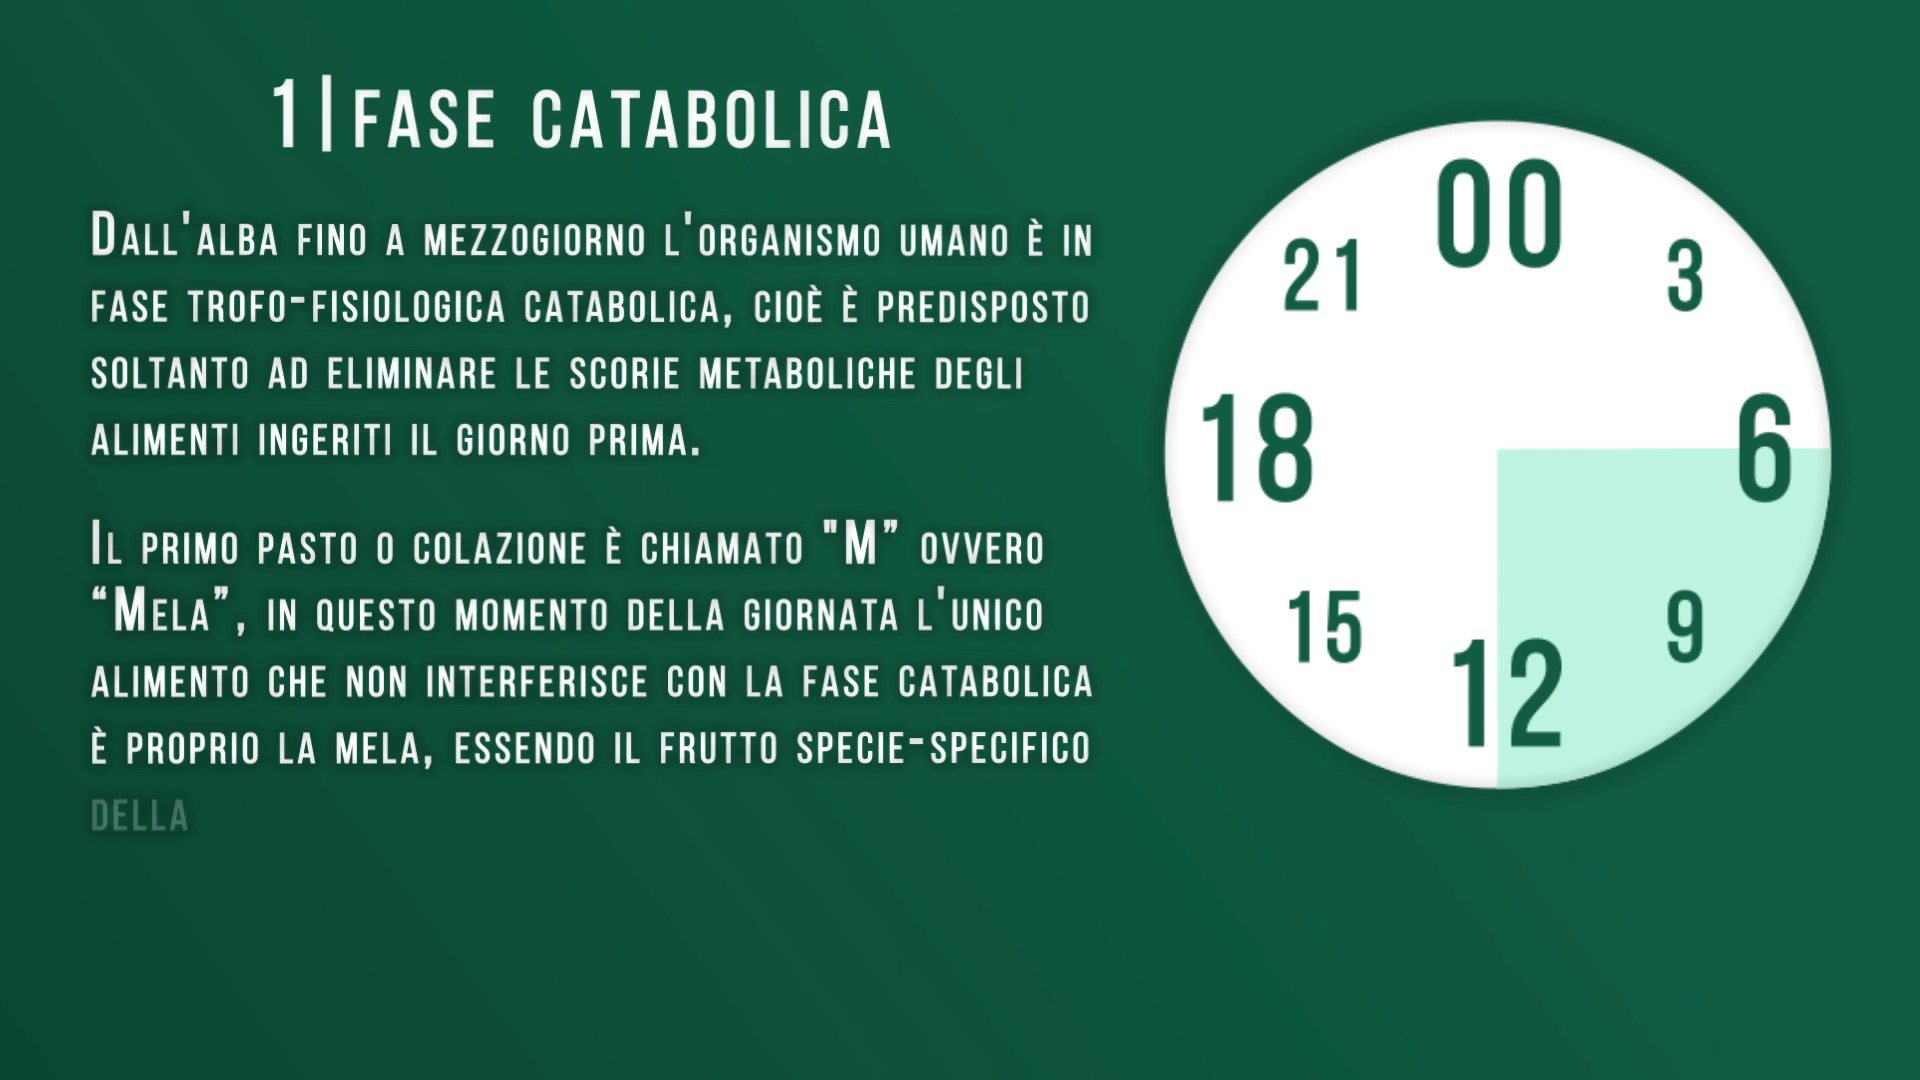 1|FASE CATABOLICA
DALL'ALBA FINO A MEZZOGIORNO L'ORGANISMO UMANO È IN
FASE TROFO-FISIOLOGICA CATABOLICA, CIOÈ È PREDISPOSTO
SOLTANTO AD ELIMINARE LE SCORIE METABOLICHE DEGLI
ALIMENTI INGERITI IL GIORNO PRIMA.
IL PRIMO PASTO O COLAZIONE È CHIAMATO "M” OVVERO
“MELA”, IN QUESTO MOMENTO DELLA GIORNATA L'UNICO
ALIMENTO CHE NON INTERFERISCE CON LA FASE CATABOLICA
È PROPRIO LA MELA, ESSENDO IL FRUTTO SPECIE-SPECIFICO
DELLA
00
21
3
18
6
15
9
12